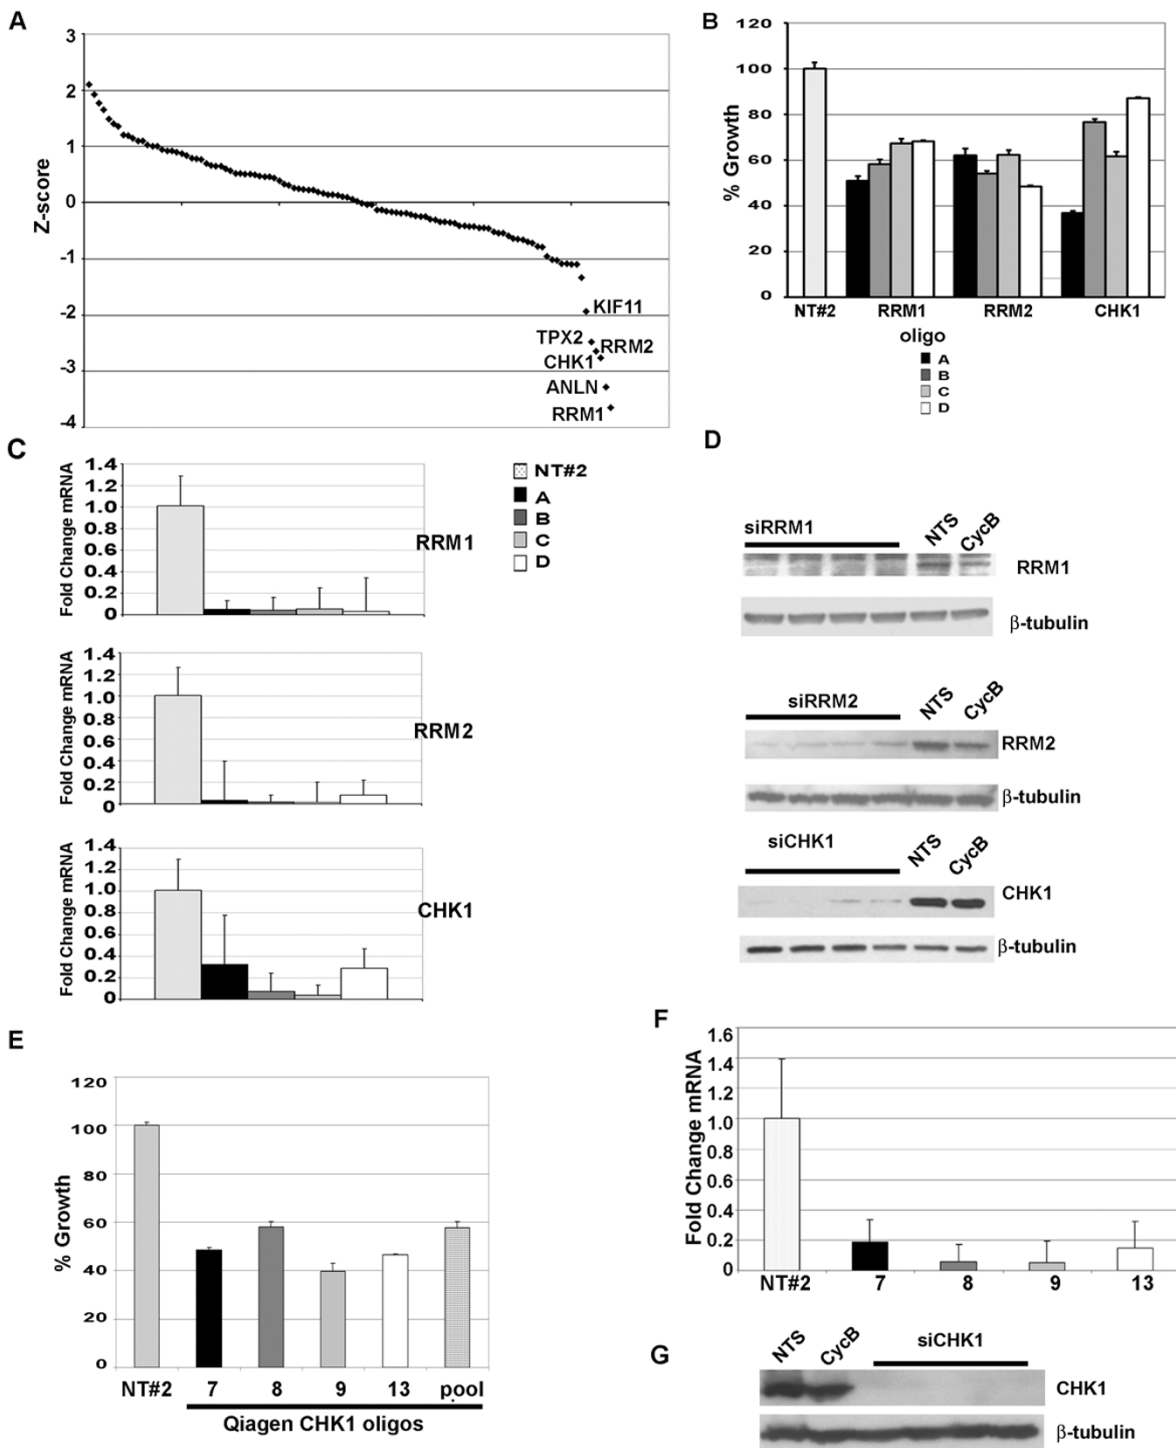 A
Z-score
3
2
1
0
-1
-2
-3
-4
KIF11
TPX2
RRM2
CHK1
ANLN
RRM1
B
% Growth
120
100
80
60
40
20
0
NT#2 RRM1 RRM2 CHK1
oligo
A
B
C
D
C
Fold Change mRNA
1.4
1.2
1.0
0.8
0.6
0.4
0.2
0
RRM1
NT#2
A
B
C
D
Fold Change mRNA
1.4
1.2
1.0
0.8
0.6
0.4
0.2
0
RRM2
Fold Change mRNA
1.4
1.2
1.0
0.8
0.6
0.4
0.2
0
CHK1
D
siRRM1 NTS CycB
RRM1
β-tubulin
siRRM2 NTS CycB
RRM2
β-tubulin
siCHK1 NTS CycB
CHK1
β-tubulin
E
% Growth
120
100
80
60
40
20
0
NT#2 7 8 9 13 pool
Qiagen CHK1 oligos
F
Fold Change mRNA
1.6
1.4
1.2
1.0
0.8
0.6
0.4
0.2
0
NT#2 7 8 9 13
G
NTS CycB siCHK1
CHK1
β-tubulin